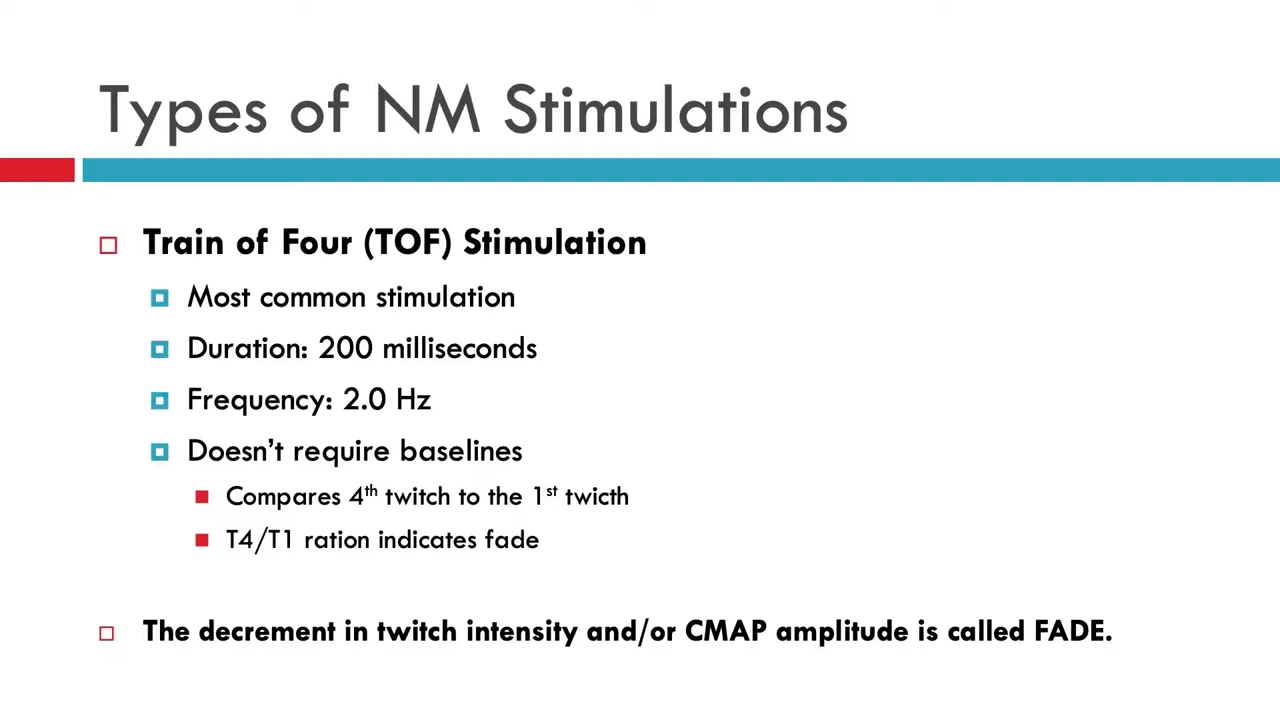 Types of NM Stimulations
Train of Four (TOF) Stimulation
Most common stimulation
Duration: 200 milliseconds
Frequency: 2.0 Hz
Doesn’t require baselines
Compares 4th twitch to the 1st twicth
T4/T1 ration indicates fade
The decrement in twitch intensity and/or CMAP amplitude is called FADE.